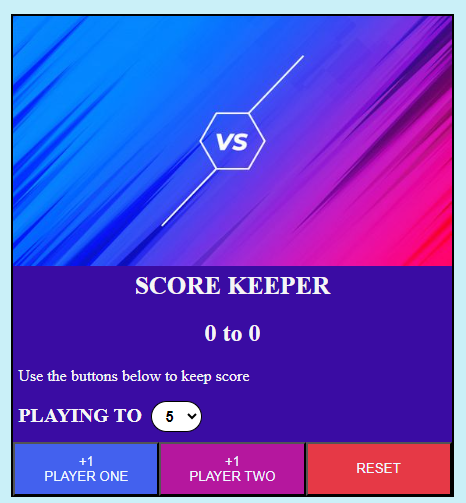 VS
SCORE KEEPER
0 to 0
Use the buttons below to keep score
PLAYING TO 5
+1
PLAYER ONE
+1
PLAYER TWO
RESET